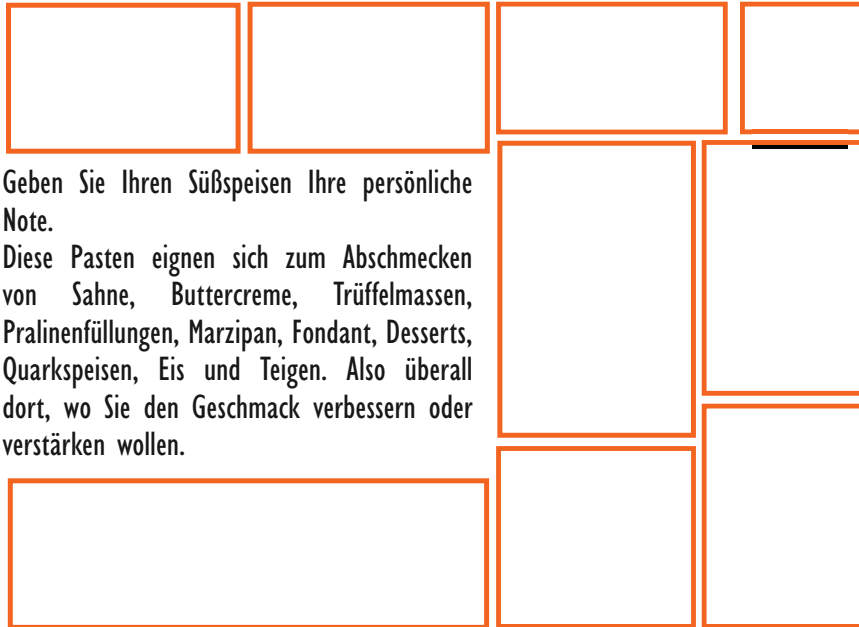 Geben Sie Ihren Süßspeisen Ihre persönliche
Note.
Diese Pasten eignen sich zum Abschmecken
von Sahne, Buttercreme, Trüffelmassen,
Pralinenfüllungen, Marzipan, Fondant, Desserts,
Quarkspeisen, Eis und Teigen. Also überall
dort, wo Sie den Geschmack verbessern oder
verstärken wollen.